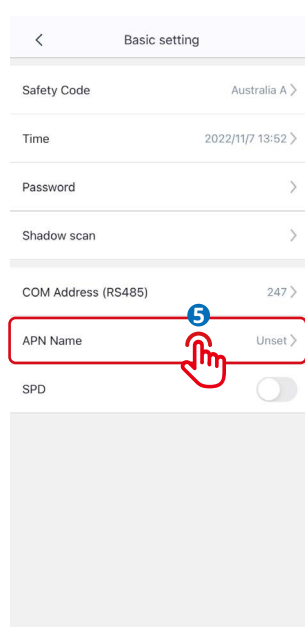 Basic setting
Safety Code Australia A
Time 2022/11/7 13:52
Password
Shadow scan
COM Address (RS485) 247
5
APN Name Unset
SPD